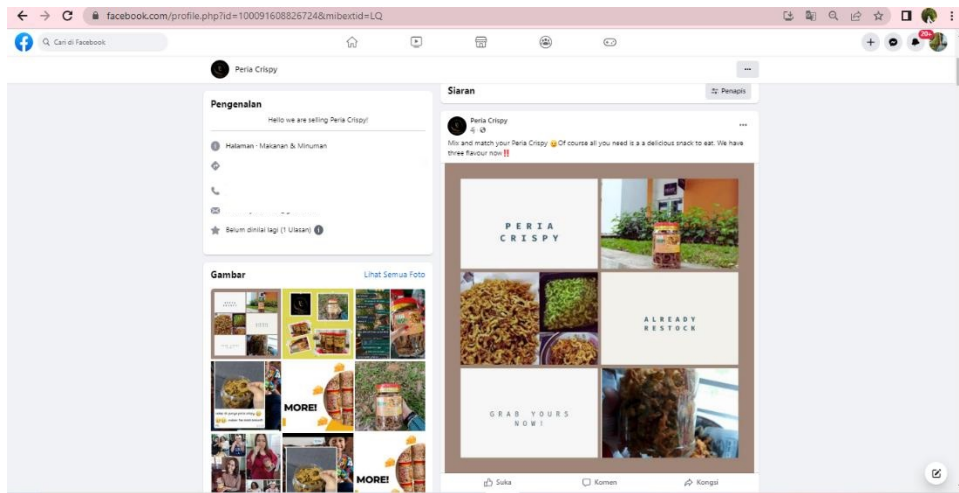 facebook.com/profile.php?id=100091608826724&mibextid=LQ
Cari di Facebook
20+
Peria Crispy
Pengenalan
Hello we are selling Peria Crispy!
Halaman · Makanan & Minuman
Belum dinilai lagi (1 Ulasan)
Gambar
Lihat Semua Foto
MORE!
MORE!
Siaran
Penapis
Peria Crispy
Mix and match your Peria Crispy Of course all you need is a a delicious snack to eat. We have
three flavour now‼
PERIA
CRISPY
ALREADY
RESTOCK
GRAB YOURS
NOW!
Suka
Komen
Kongsi